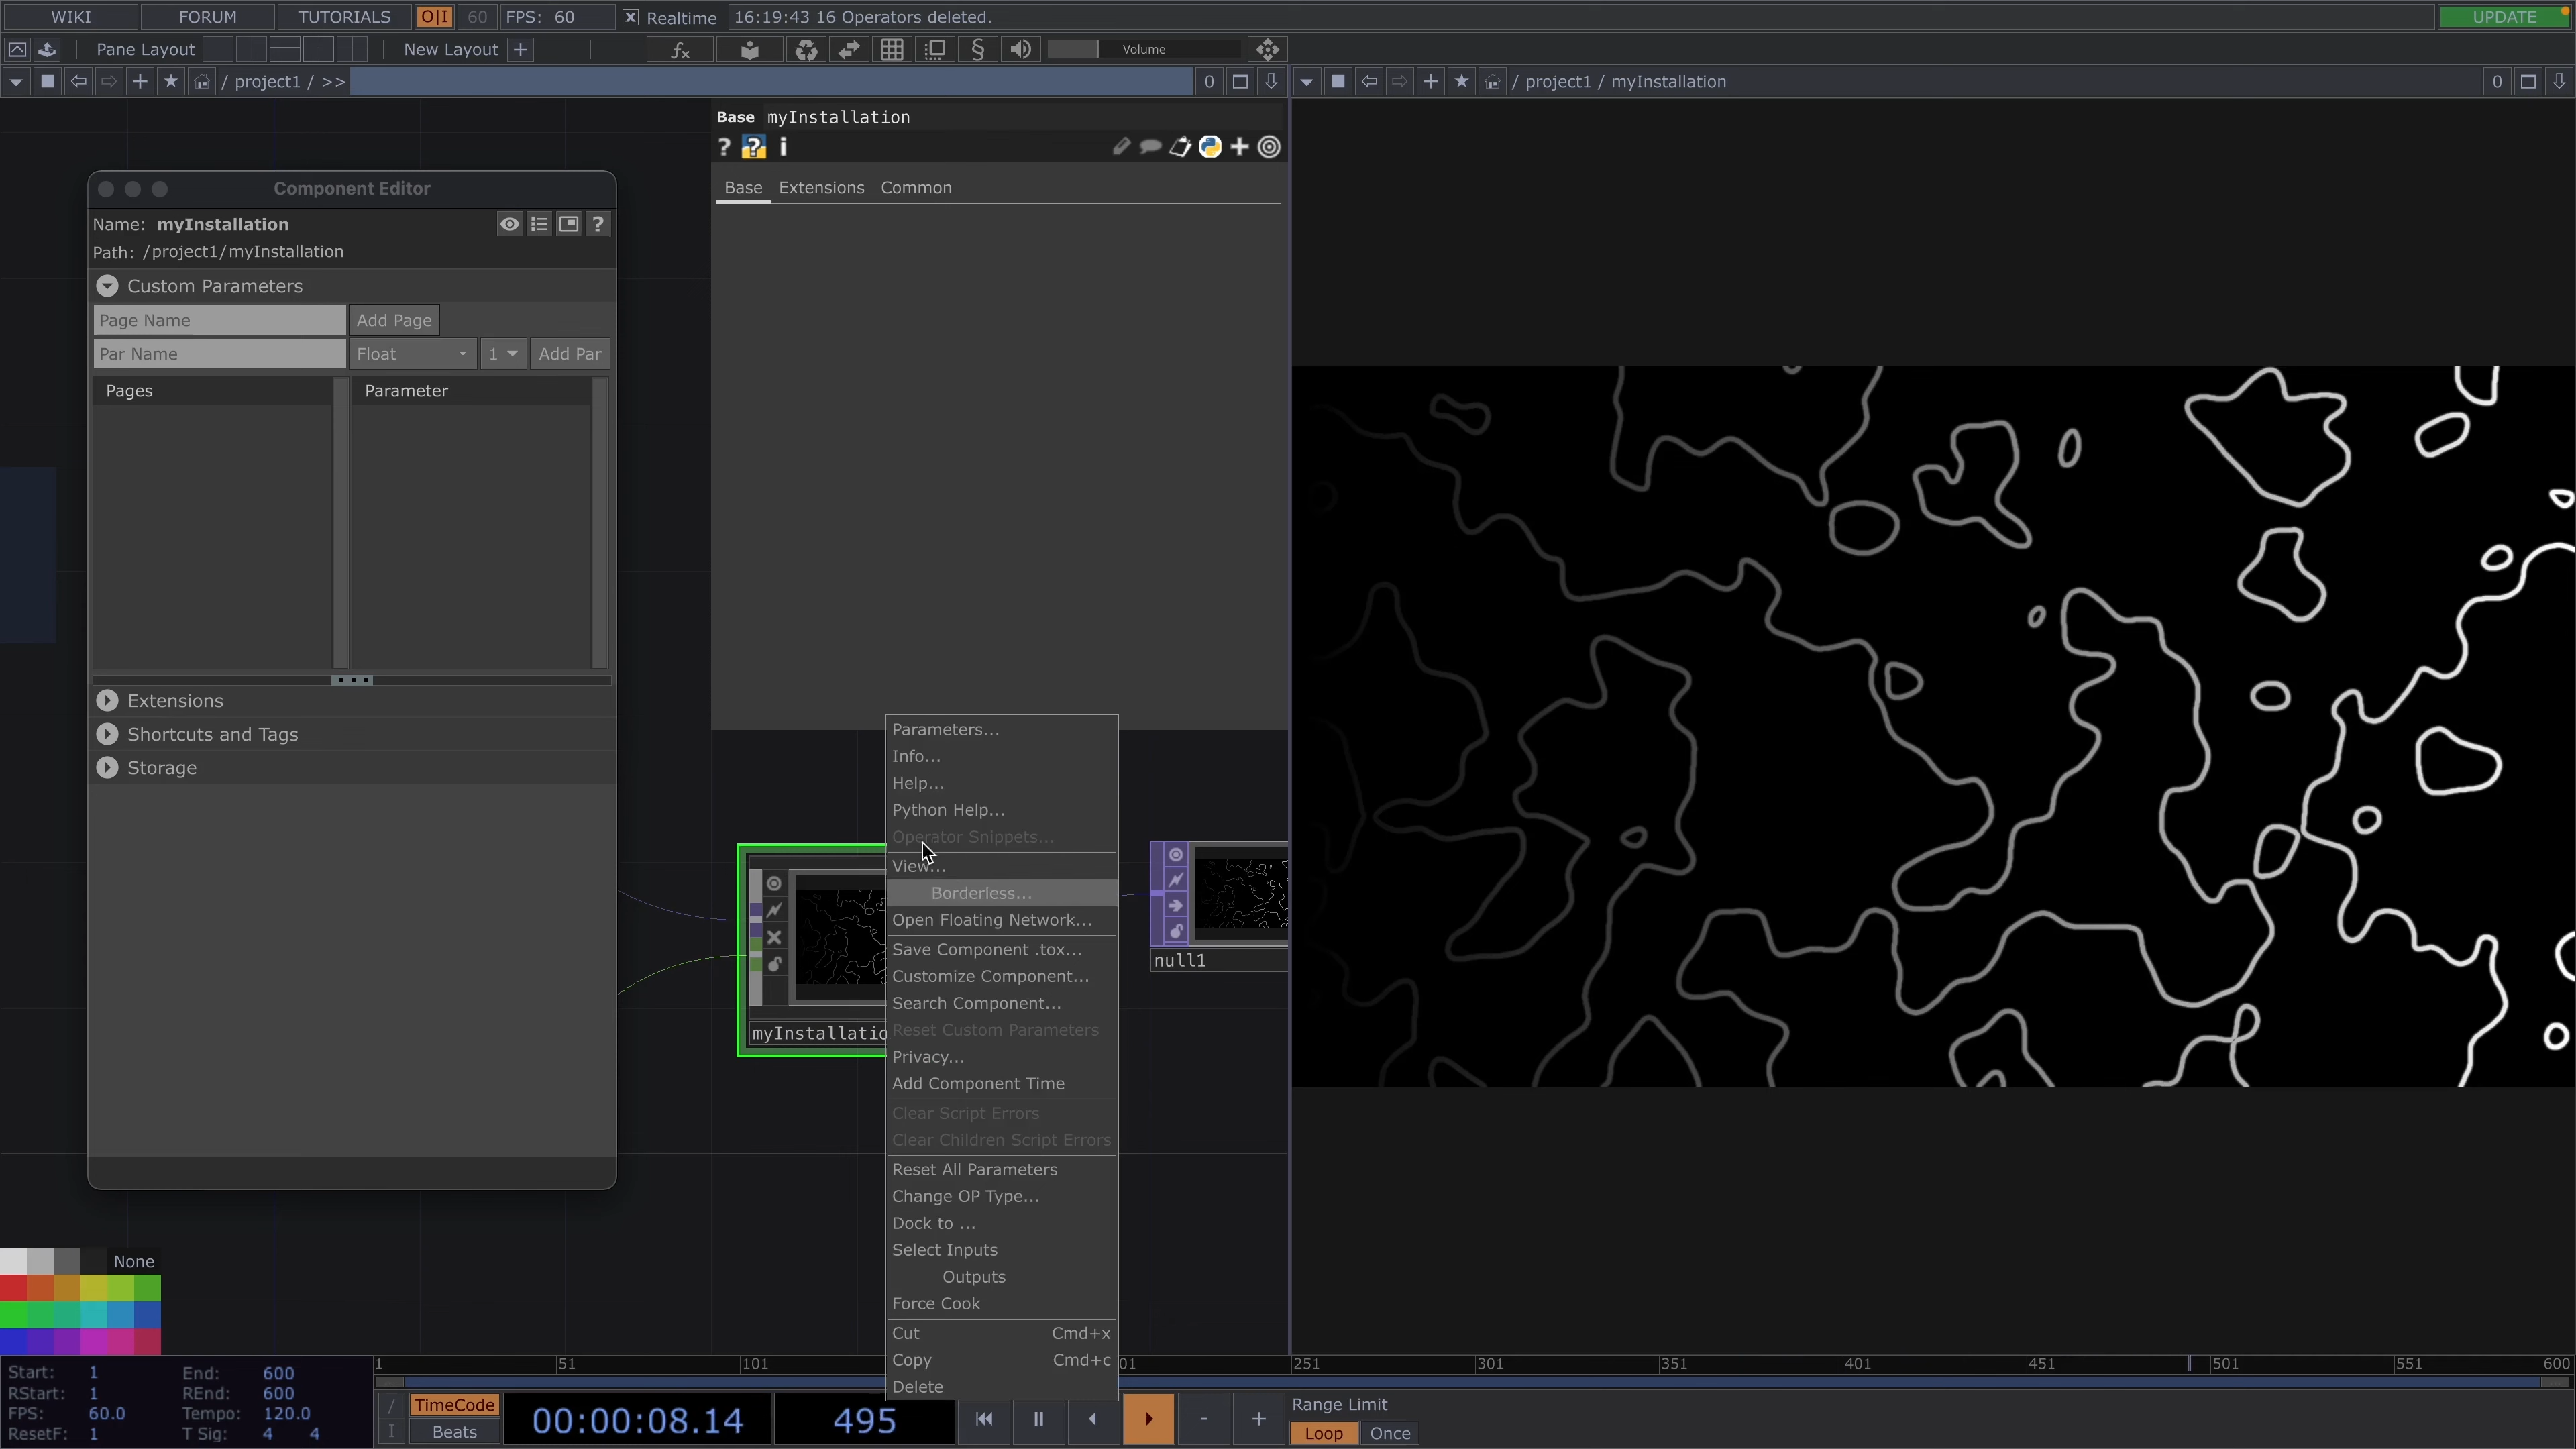 WIKI FORUM TUTORIALS O|I 60 FPS: 60 Realtime 16:19:43 16 Operators deleted. UPDATE
Pane Layout New Layout + Volume
/ project1 / >> 0
/ project1 / myInstallation 0
Base myInstallation
Base Extensions Common
Component Editor
Name: myInstallation
Path: /project1/myInstallation
Custom Parameters
Page Name Add Page
Par Name Float 1 Add Par
Pages Parameter
Extensions
Shortcuts and Tags
Storage
Parameters...
Info...
Help...
Python Help...
Operator Snippets...
View...
Borderless...
Open Floating Network...
Save Component .tox...
Customize Component...
Search Component...
Reset Custom Parameters
Privacy...
Add Component Time
Clear Script Errors
Clear Children Script Errors
Reset All Parameters
Change OP Type...
Dock to ...
Select Inputs
Outputs
Force Cook
Cut Cmd+x
Copy Cmd+c
Delete
myInstallatio
null1
None
1 51 101 01 251 301 351 401 451 501 551 600
Start: 1 End: 600
RStart: 1 REnd: 600
FPS: 60.0 Tempo: 120.0
ResetF: 1 T Sig: 4 4
TimeCode
Beats
00:00:08.14
495
- +
Range Limit
Loop Once